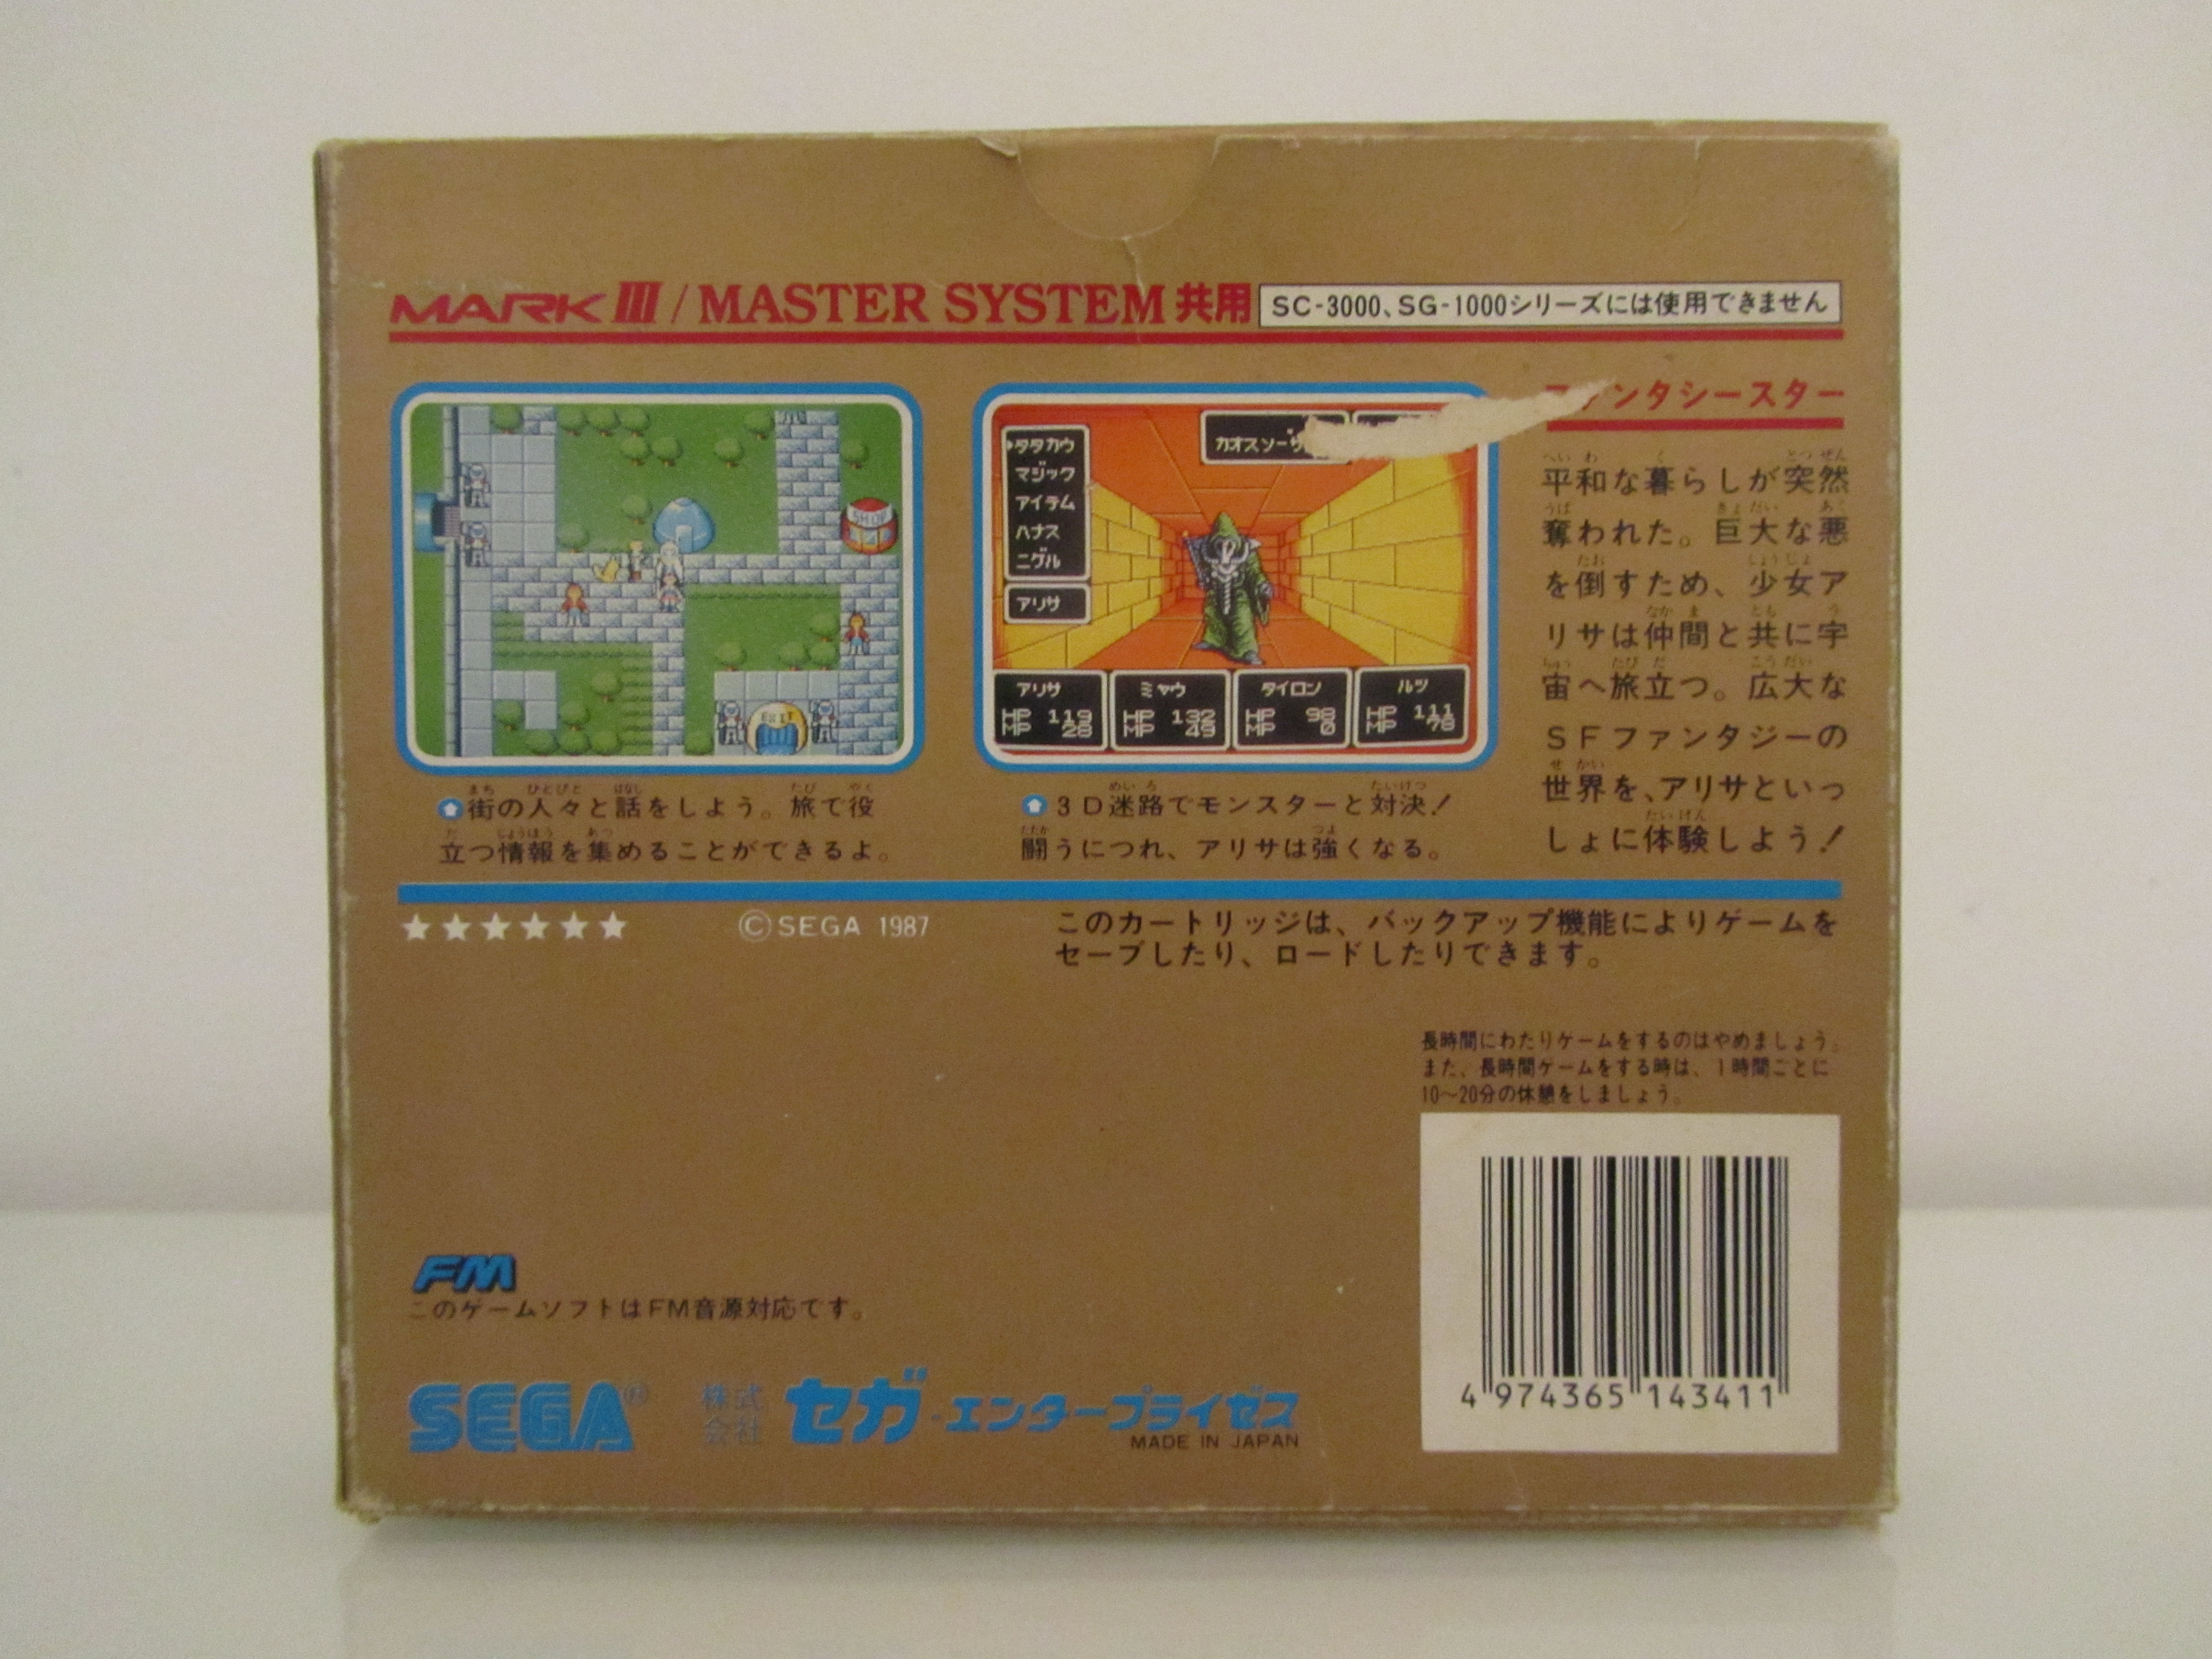 MARK III / MASTER SYSTEM 共用
SC-3000、SG-1000シリーズには使用できません
SHOP
EXIT
タタカウ
マジック
アイテム
ハナス
ニゲル
アリサ
カオスソーサ
アリサ
HP 119
MP 28
ミャウ
HP 132
MP 49
タイロン
HP 98
MP 0
ルツ
HP 111
MP 78
街の人々と話をしよう。旅で役
立つ情報を集めることができるよ。
3D迷路でモンスターと対決!
闘うにつれ、アリサは強くなる。
ンタシースター
平和な暮らしが突然
奪われた。巨大な悪
を倒すため、少女ア
リサは仲間と共に宇
宙へ旅立つ。広大な
SFファンタジーの
世界を、アリサといっ
しょに体験しよう!
★★★★★★
©SEGA 1987
このカートリッジは、バックアップ機能によりゲームを
セーブしたり、ロードしたりできます。
長時間にわたりゲームをするのはやめましょう。
また、長時間ゲームをする時は、1時間ごとに
10～20分の休憩をしましょう。
4 974365 143411
FM
このゲームソフトはFM音源対応です。
SEGA®
株式会社 セガ・エンタープライゼス
MADE IN JAPAN